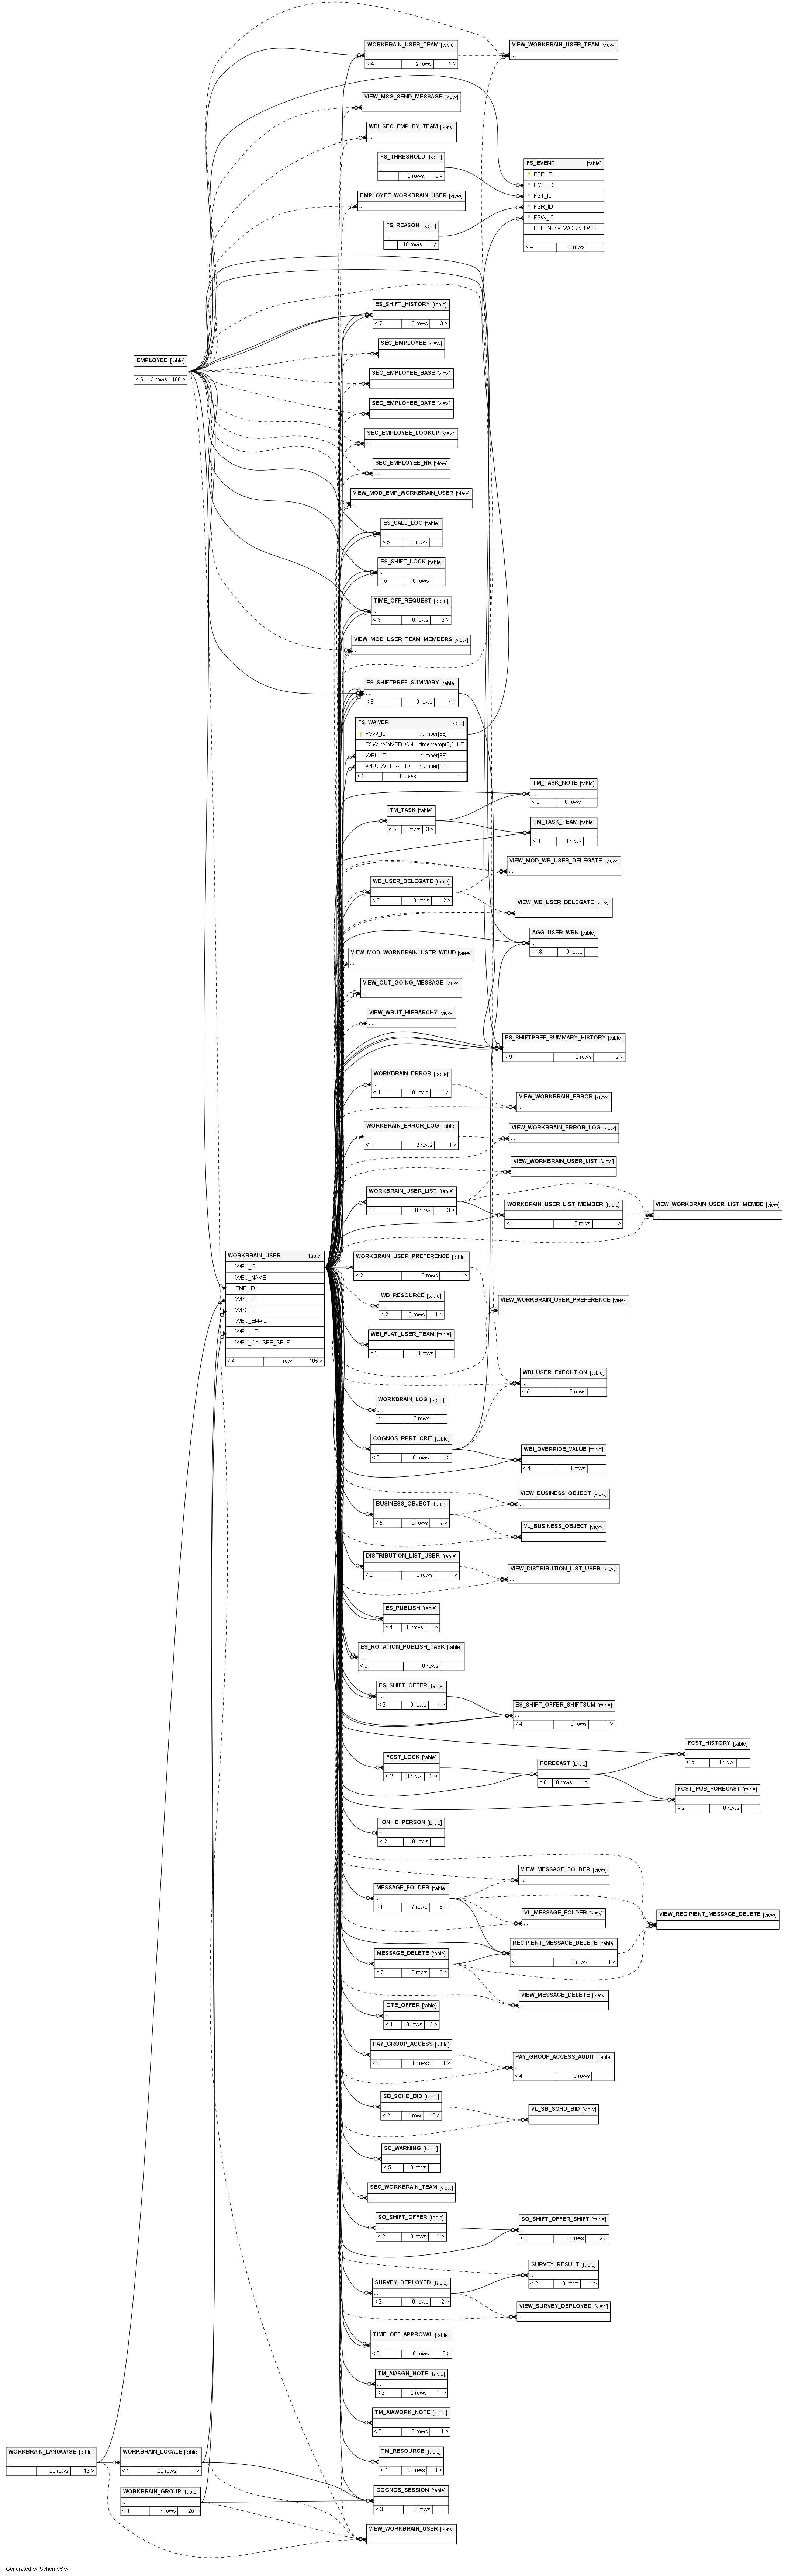 WORKBRAIN_USER_TEAM [table]
...
< 4 2 rows 1 >
VIEW_WORKBRAIN_USER_TEAM [view]
...
VIEW_MSG_SEND_MESSAGE [view]
...
WBI_SEC_EMP_BY_TEAM [view]
...
FS_THRESHOLD [table]
...
0 rows 2 >
FS_EVENT [table]
FSE_ID
EMP_ID
FST_ID
FSR_ID
FSW_ID
FSE_NEW_WORK_DATE
...
< 4 0 rows
EMPLOYEE_WORKBRAIN_USER [view]
...
FS_REASON [table]
...
10 rows 1 >
ES_SHIFT_HISTORY [table]
...
< 7 0 rows 3 >
SEC_EMPLOYEE [view]
...
EMPLOYEE [table]
...
< 6 3 rows 180 >
SEC_EMPLOYEE_BASE [view]
...
SEC_EMPLOYEE_DATE [view]
...
SEC_EMPLOYEE_LOOKUP [view]
...
SEC_EMPLOYEE_NR [view]
...
VIEW_MOD_EMP_WORKBRAIN_USER [view]
...
ES_CALL_LOG [table]
...
< 5 0 rows
ES_SHIFT_LOCK [table]
...
< 5 0 rows
TIME_OFF_REQUEST [table]
...
< 3 0 rows 2 >
VIEW_MOD_USER_TEAM_MEMBERS [view]
...
ES_SHIFTPREF_SUMMARY [table]
...
< 8 0 rows 4 >
FS_WAIVER [table]
FSW_ID number[38]
FSW_WAIVED_ON timestamp(6)[11,6]
WBU_ID number[38]
WBU_ACTUAL_ID number[38]
< 2 0 rows 1 >
TM_TASK_NOTE [table]
...
< 3 0 rows
TM_TASK [table]
...
< 5 0 rows 3 >
TM_TASK_TEAM [table]
...
< 3 0 rows
VIEW_MOD_WB_USER_DELEGATE [view]
...
WB_USER_DELEGATE [table]
...
< 5 0 rows 2 >
VIEW_WB_USER_DELEGATE [view]
...
AGG_USER_WRK [table]
...
< 13 0 rows
VIEW_MOD_WORKBRAIN_USER_WBUD [view]
...
VIEW_OUT_GOING_MESSAGE [view]
...
VIEW_WBUT_HIERARCHY [view]
...
ES_SHIFTPREF_SUMMARY_HISTORY [table]
...
< 9 0 rows 2 >
WORKBRAIN_ERROR [table]
...
< 1 0 rows 1 >
VIEW_WORKBRAIN_ERROR [view]
...
WORKBRAIN_ERROR_LOG [table]
...
< 1 2 rows 1 >
VIEW_WORKBRAIN_ERROR_LOG [view]
...
VIEW_WORKBRAIN_USER_LIST [view]
...
WORKBRAIN_USER_LIST [table]
...
< 1 0 rows 3 >
WORKBRAIN_USER_LIST_MEMBER [table]
...
< 4 0 rows 1 >
VIEW_WORKBRAIN_USER_LIST_MEMBE [view]
...
WORKBRAIN_USER [table]
WBU_ID
WBU_NAME
EMP_ID
WBL_ID
WBG_ID
WBU_EMAIL
WBLL_ID
WBU_CANSEE_SELF
...
< 4 1 row 105 >
WORKBRAIN_USER_PREFERENCE [table]
...
< 2 0 rows 1 >
WB_RESOURCE [table]
...
< 2 0 rows 1 >
VIEW_WORKBRAIN_USER_PREFERENCE [view]
...
WBI_FLAT_USER_TEAM [table]
...
< 2 0 rows
WBI_USER_EXECUTION [table]
...
< 5 0 rows
WORKBRAIN_LOG [table]
...
< 1 0 rows
COGNOS_RPRT_CRIT [table]
...
< 2 0 rows 4 >
WBI_OVERRIDE_VALUE [table]
...
< 4 0 rows
VIEW_BUSINESS_OBJECT [view]
...
BUSINESS_OBJECT [table]
...
< 5 0 rows 7 >
VL_BUSINESS_OBJECT [view]
...
DISTRIBUTION_LIST_USER [table]
...
< 2 0 rows 1 >
VIEW_DISTRIBUTION_LIST_USER [view]
...
ES_PUBLISH [table]
...
< 4 0 rows 1 >
ES_ROTATION_PUBLISH_TASK [table]
...
< 3 0 rows
ES_SHIFT_OFFER [table]
...
< 2 0 rows 1 >
ES_SHIFT_OFFER_SHIFTSUM [table]
...
< 4 0 rows 1 >
FCST_HISTORY [table]
...
< 5 0 rows
FCST_LOCK [table]
...
< 2 0 rows 2 >
FORECAST [table]
...
< 6 0 rows 11 >
FCST_PUB_FORECAST [table]
...
< 2 0 rows
ION_ID_PERSON [table]
...
< 2 0 rows
VIEW_MESSAGE_FOLDER [view]
...
MESSAGE_FOLDER [table]
...
< 1 7 rows 8 >
VL_MESSAGE_FOLDER [view]
...
VIEW_RECIPIENT_MESSAGE_DELETE [view]
...
RECIPIENT_MESSAGE_DELETE [table]
...
< 3 0 rows 1 >
MESSAGE_DELETE [table]
...
< 2 0 rows 3 >
VIEW_MESSAGE_DELETE [view]
...
OTE_OFFER [table]
...
< 1 0 rows 2 >
PAY_GROUP_ACCESS [table]
...
< 3 0 rows 1 >
PAY_GROUP_ACCESS_AUDIT [table]
...
< 4 0 rows
SB_SCHD_BID [table]
...
< 2 1 row 13 >
VL_SB_SCHD_BID [view]
...
SC_WARNING [table]
...
< 5 0 rows
SEC_WORKBRAIN_TEAM [view]
...
SO_SHIFT_OFFER [table]
...
< 2 0 rows 1 >
SO_SHIFT_OFFER_SHIFT [table]
...
< 3 0 rows 2 >
SURVEY_RESULT [table]
...
< 2 0 rows 1 >
SURVEY_DEPLOYED [table]
...
< 3 0 rows 2 >
VIEW_SURVEY_DEPLOYED [view]
...
TIME_OFF_APPROVAL [table]
...
< 2 0 rows 2 >
TM_AIASGN_NOTE [table]
...
< 3 0 rows 1 >
TM_AIAWORK_NOTE [table]
...
< 3 0 rows 1 >
TM_RESOURCE [table]
...
< 1 0 rows 3 >
WORKBRAIN_LANGUAGE [table]
...
20 rows 16 >
WORKBRAIN_LOCALE [table]
...
< 1 20 rows 11 >
WORKBRAIN_GROUP [table]
...
< 1 7 rows 25 >
COGNOS_SESSION [table]
...
< 3 3 rows
VIEW_WORKBRAIN_USER [view]
...
Generated by SchemaSpy